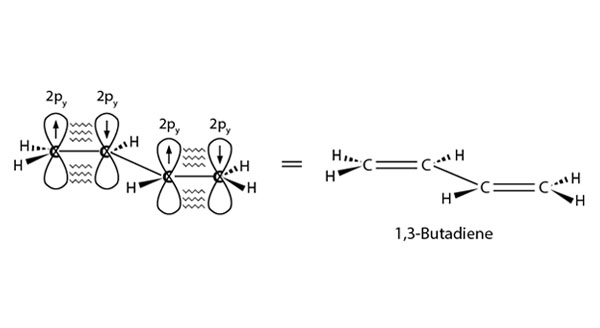 2py 2py
2py 2py
H H H H
H H H
= 
H C C H
H H C C H
H
1,3-Butadiene